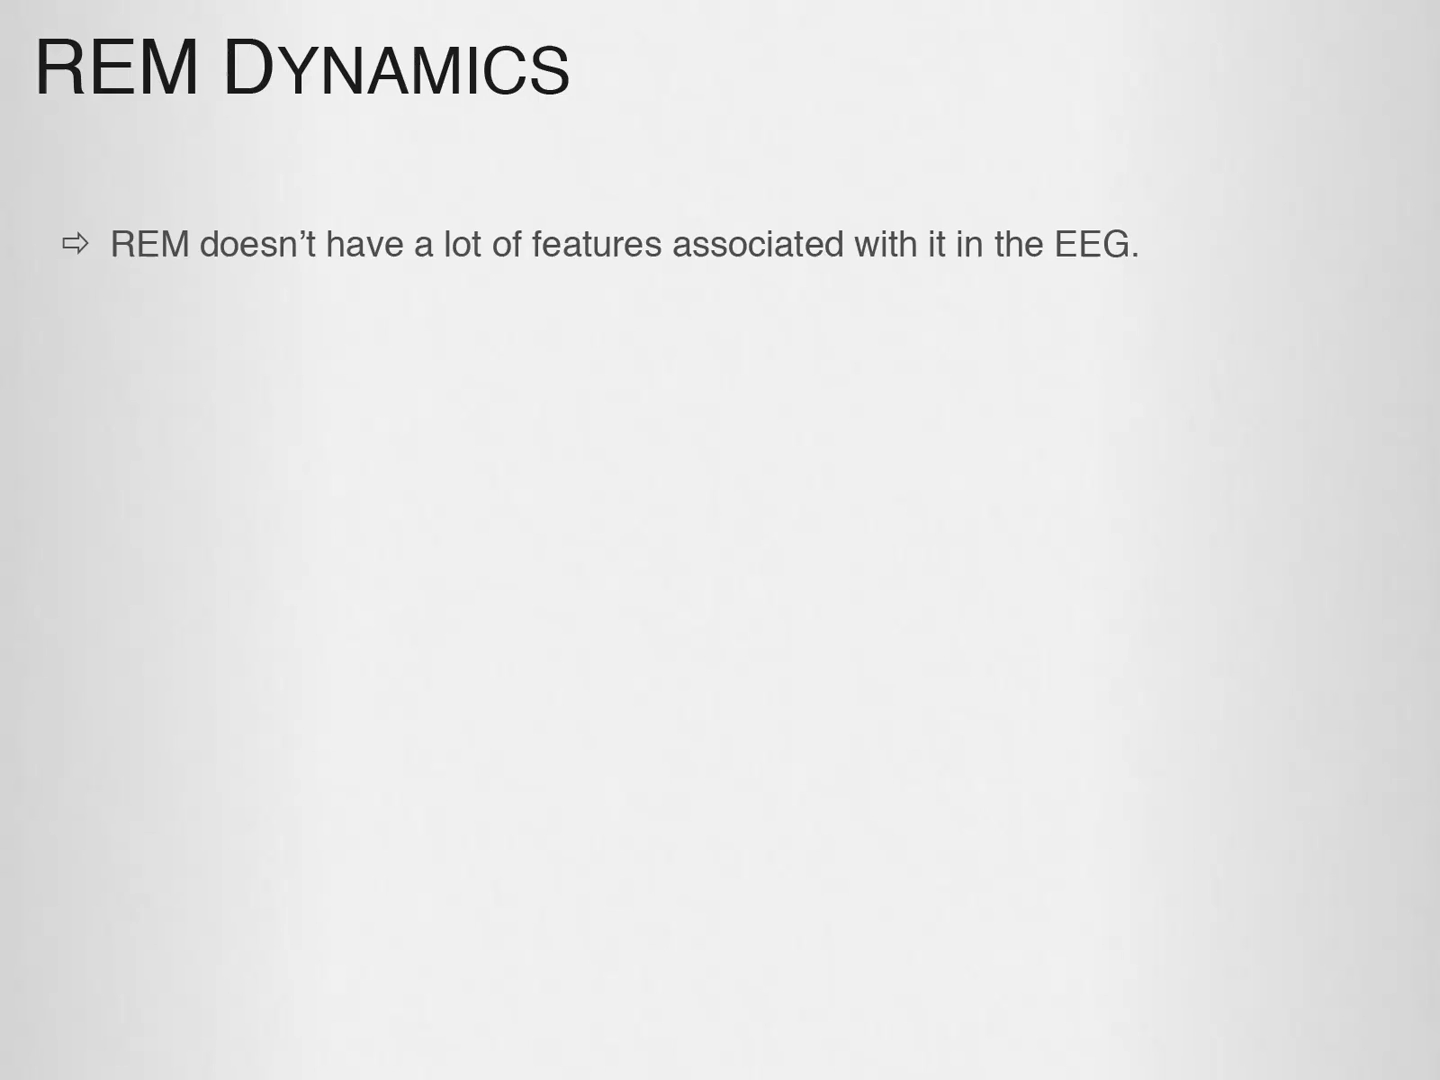 REM Dynamics
⇨ REM doesn’t have a lot of features associated with it in the EEG.